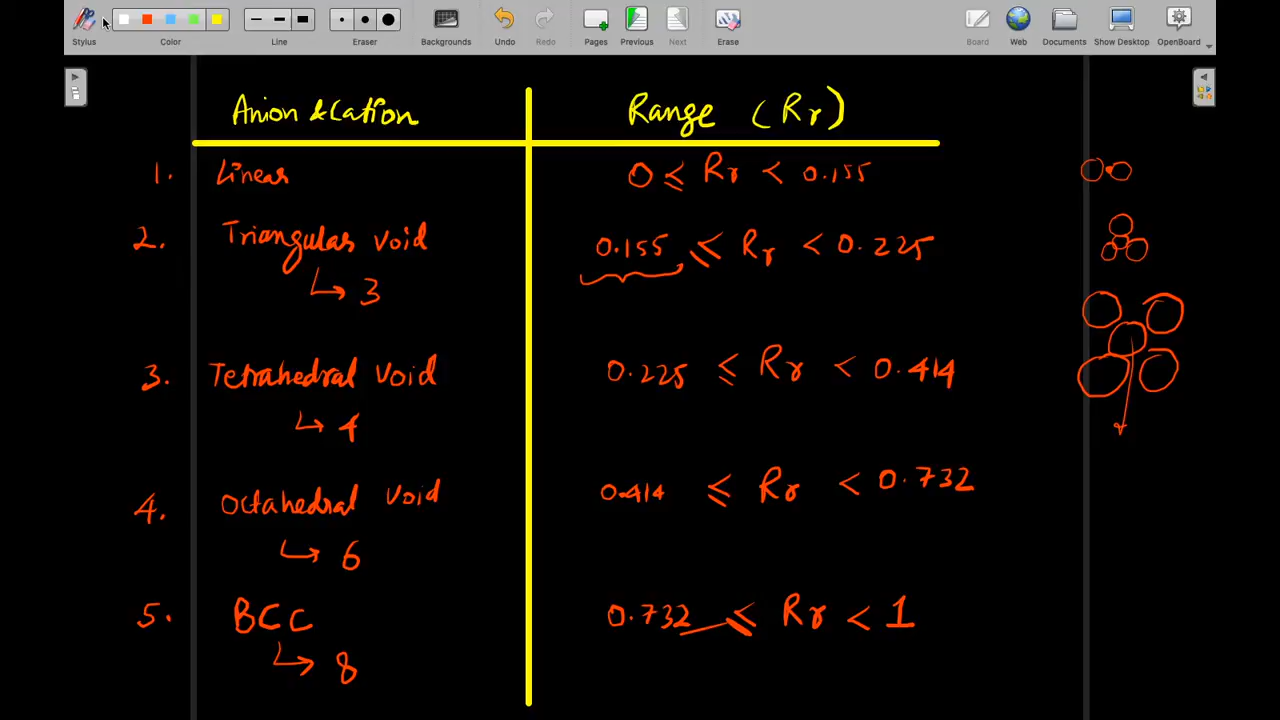 Stylus Color Line Eraser Backgrounds Undo Redo Pages Previous Next Erase Board Web Documents Show Desktop OpenBoard
Anion & Cation Range (Rr)
1. Linear 0 ≤ Rr < 0.155
2. Triangular Void 0.155 ≤ Rr < 0.225
↳ 3
3. Tetrahedral Void 0.225 ≤ Rr < 0.414
↳ 4
4. Octahedral Void 0.414 ≤ Rr < 0.732
↳ 6
5. BCC 0.732 ≤ Rr < 1
↳ 8